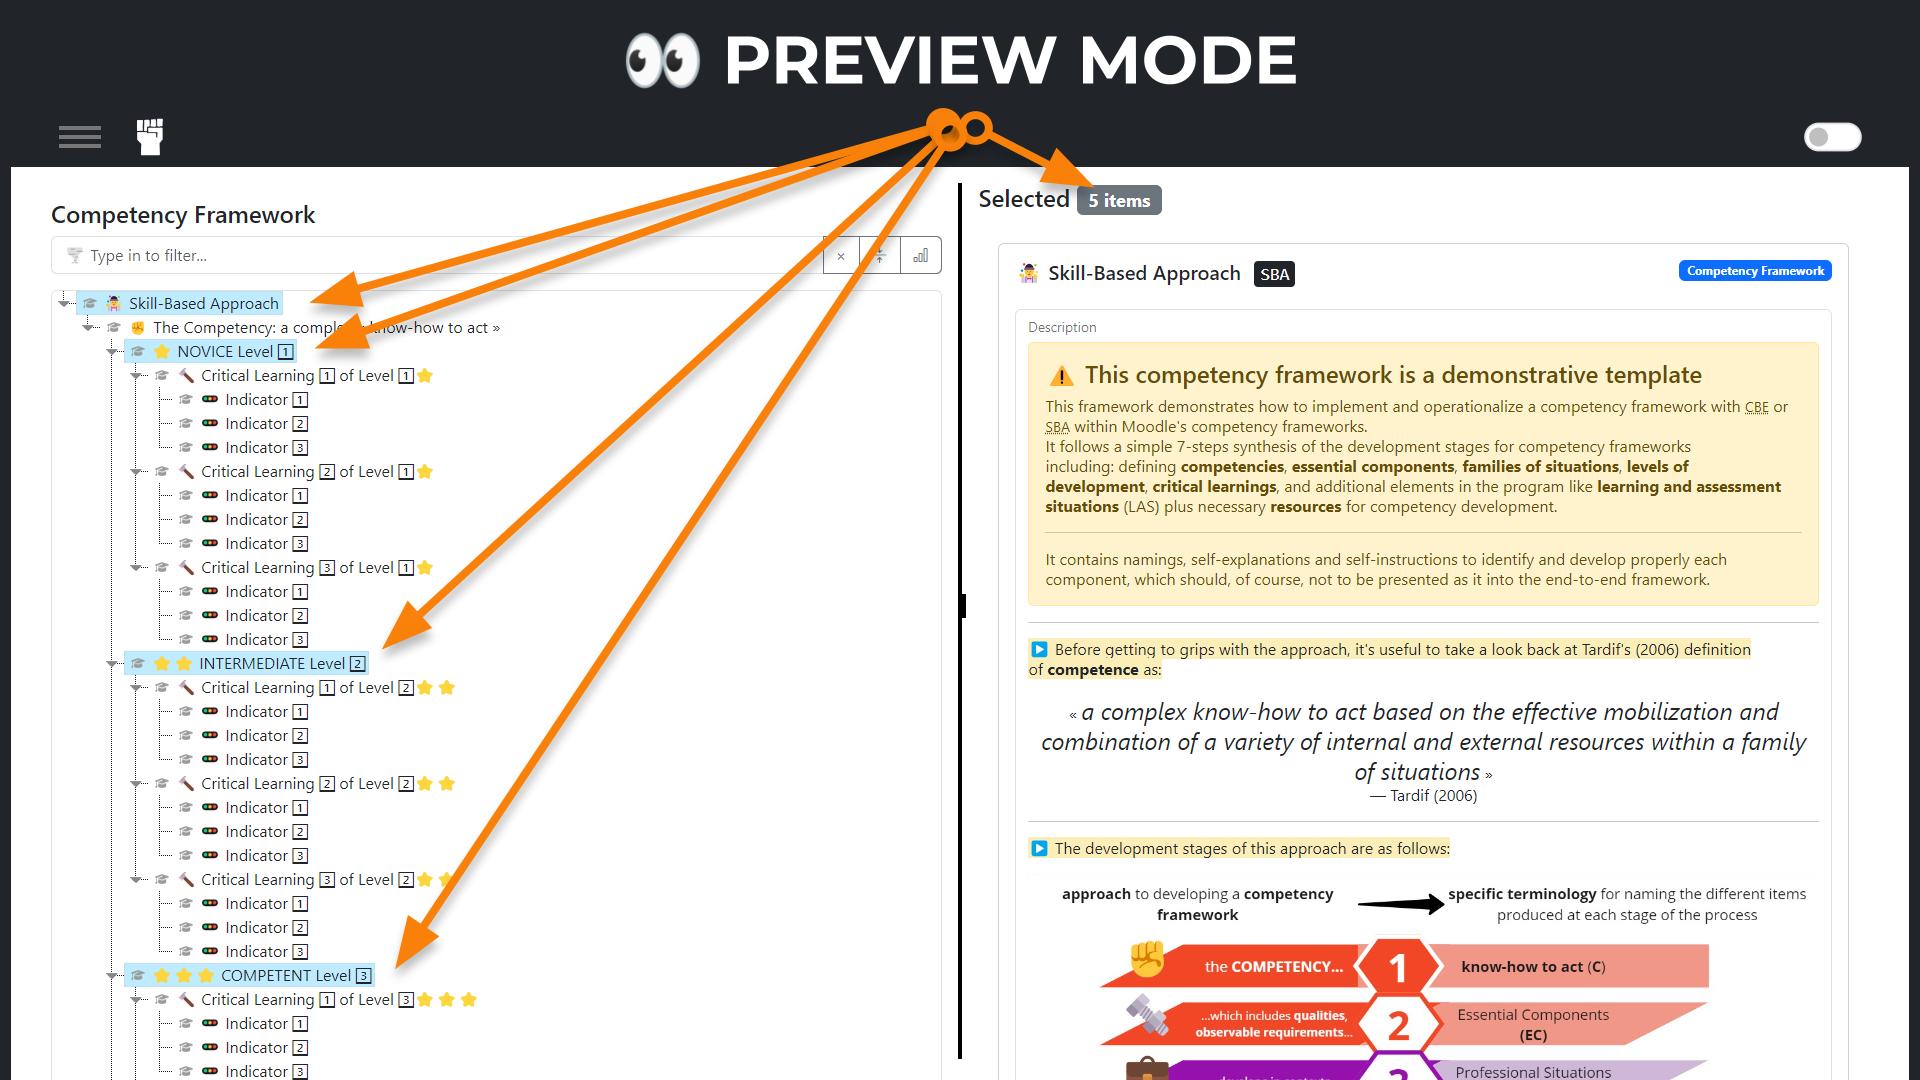 PREVIEW MODE
Competency Framework
Type in to filter...
Skill-Based Approach
The Competency: a comple know-how to act »
NOVICE Level 1
Critical Learning 1 of Level 1
Indicator 1
Indicator 2
Indicator 3
Critical Learning 2 of Level 1
Indicator 1
Indicator 2
Indicator 3
Critical Learning 3 of Level 1
Indicator 1
Indicator 2
Indicator 3
INTERMEDIATE Level 2
Critical Learning 1 of Level 2
Indicator 1
Indicator 2
Indicator 3
Critical Learning 2 of Level 2
Indicator 1
Indicator 2
Indicator 3
Critical Learning 3 of Level 2
Indicator 1
Indicator 2
Indicator 3
COMPETENT Level 3
Critical Learning 1 of Level 3
Indicator 1
Indicator 2
Indicator 3
Selected 5 items
Skill-Based Approach SBA
Competency Framework
Description
This competency framework is a demonstrative template
This framework demonstrates how to implement and operationalize a competency framework with CBE or
SBA within Moodle's competency frameworks.
It follows a simple 7-steps synthesis of the development stages for competency frameworks
including: defining competencies, essential components, families of situations, levels of
development, critical learnings, and additional elements in the program like learning and assessment
situations (LAS) plus necessary resources for competency development.
It contains namings, self-explanations and self-instructions to identify and develop properly each
component, which should, of course, not to be presented as it into the end-to-end framework.
Before getting to grips with the approach, it's useful to take a look back at Tardif's (2006) definition
of competence as:
« a complex know-how to act based on the effective mobilization and
combination of a variety of internal and external resources within a family
of situations »
— Tardif (2006)
The development stages of this approach are as follows:
approach to developing a competency
framework
specific terminology for naming the different items
produced at each stage of the process
the COMPETENCY... 1 know-how to act (C)
...which includes qualities,
observable requirements...
2
Essential Components
(EC)
Professional Situations